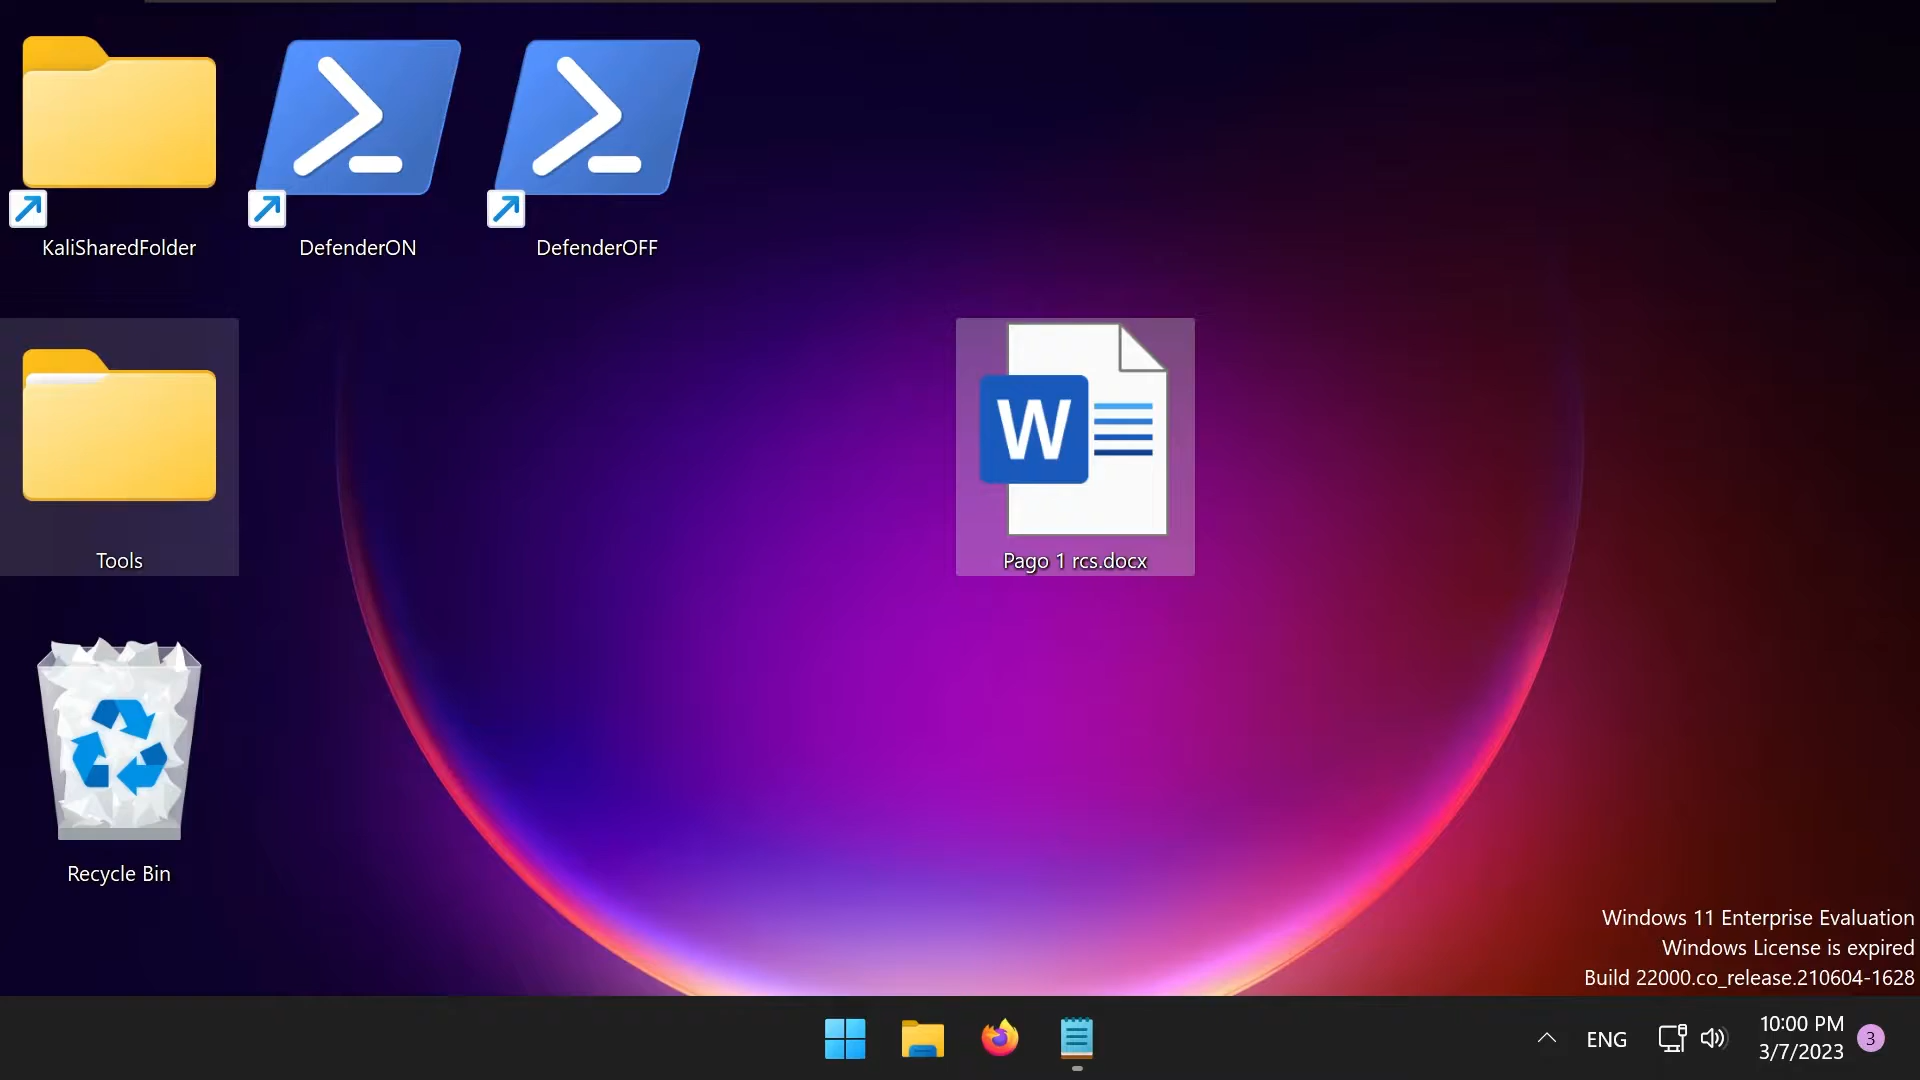 KaliSharedFolder
DefenderON
DefenderOFF
Tools
W
Pago 1 rcs.docx
Recycle Bin
Windows 11 Enterprise Evaluation
Windows License is expired
Build 22000.co_release.210604-1628
ENG
10:00 PM
3/7/2023
3